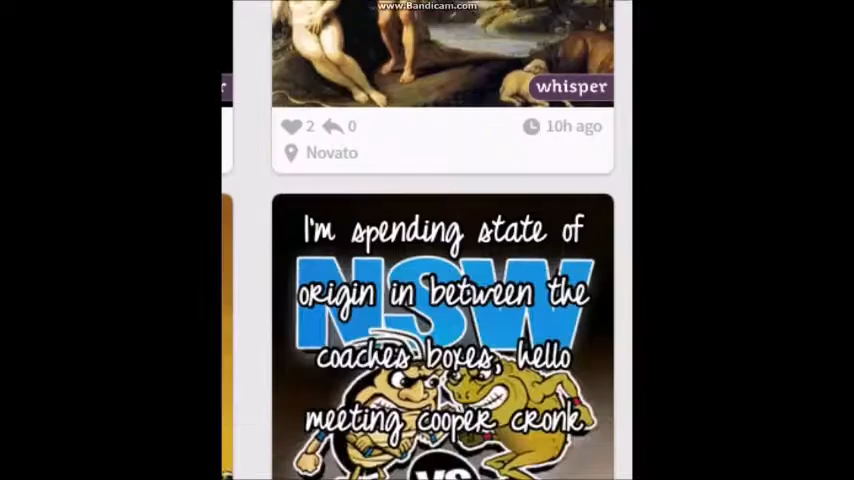 www.Bandicam.com
whisper
2 0 10h ago
Novato
I'm spending state of
NSW
origin in between the
coaches boxes, hello
meeting cooper cronk
VS